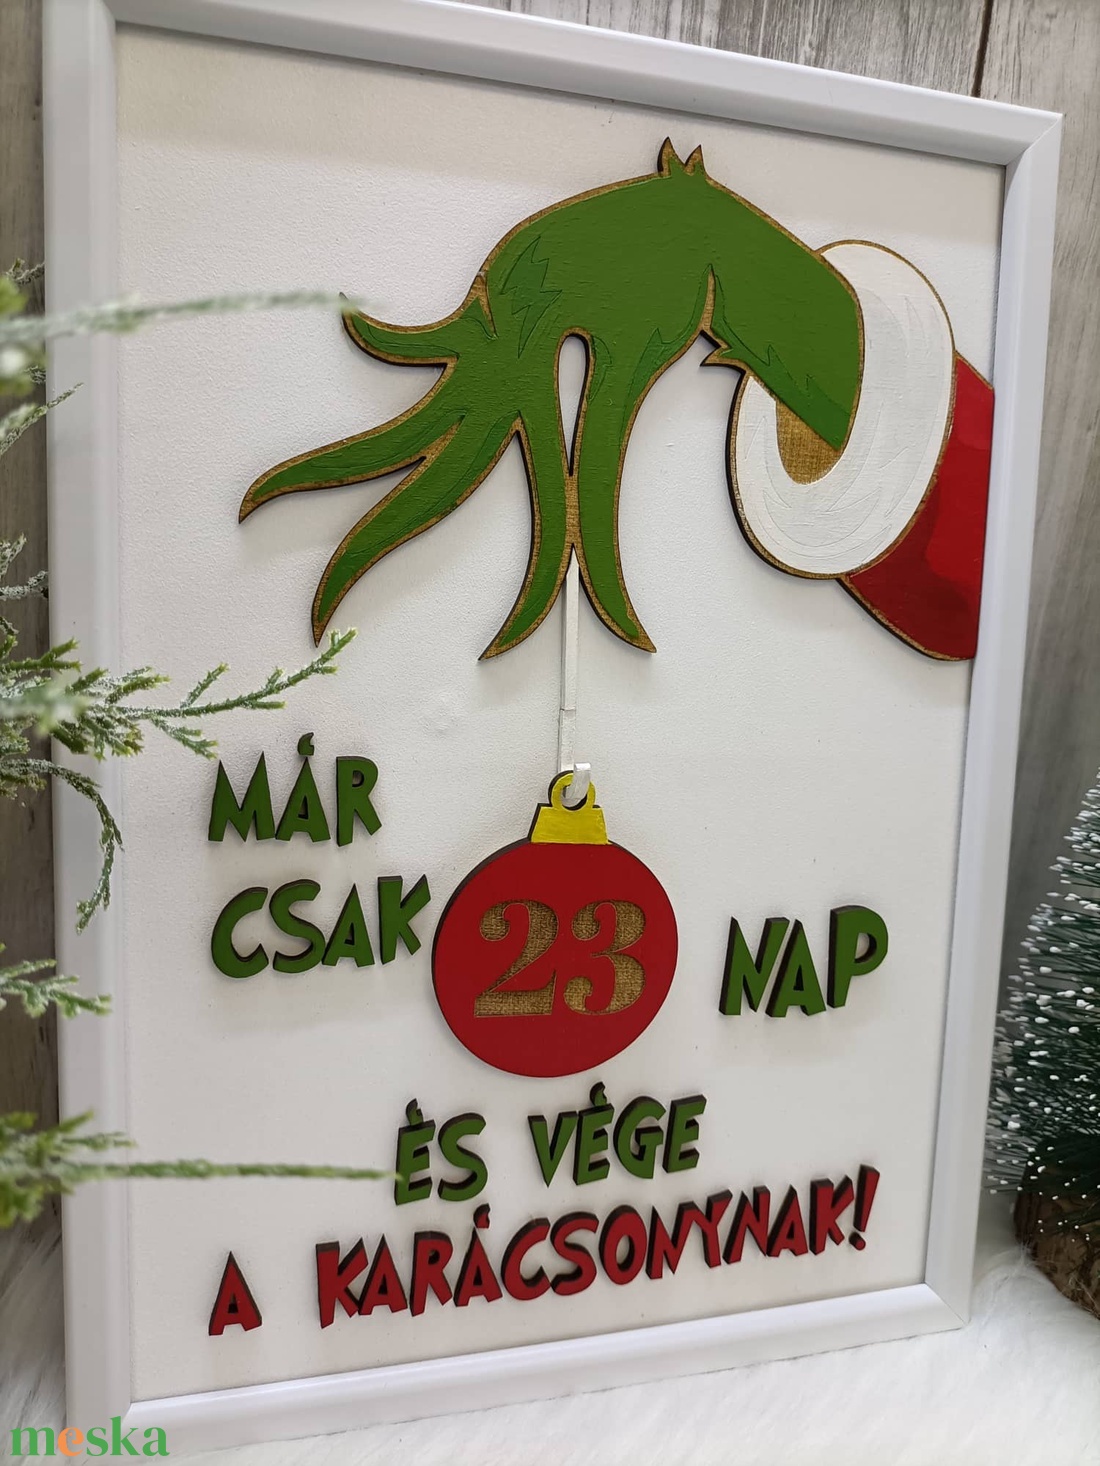 MÁR
CSAK 23 NAP
ÉS VÉGE
A KARÁCSONYNAK!
meska